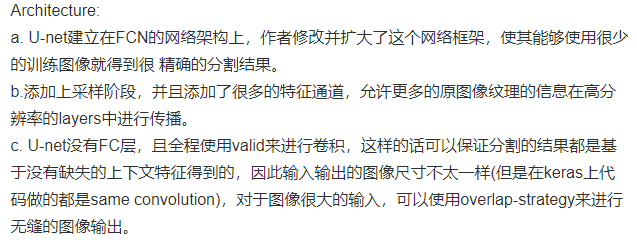 Architecture:
a. U-net建立在FCN的网络架构上，作者修改并扩大了这个网络框架，使其能够使用很少
的训练图像就得到很 精确的分割结果。
b.添加上采样阶段，并且添加了很多的特征通道，允许更多的原图像纹理的信息在高分
辨率的layers中进行传播。
c. U-net没有FC层，且全程使用valid来进行卷积，这样的话可以保证分割的结果都是基
于没有缺失的上下文特征得到的，因此输入输出的图像尺寸不太一样(但是在keras上代
码做的都是same convolution)，对于图像很大的输入，可以使用overlap-strategy来进行
无缝的图像输出。